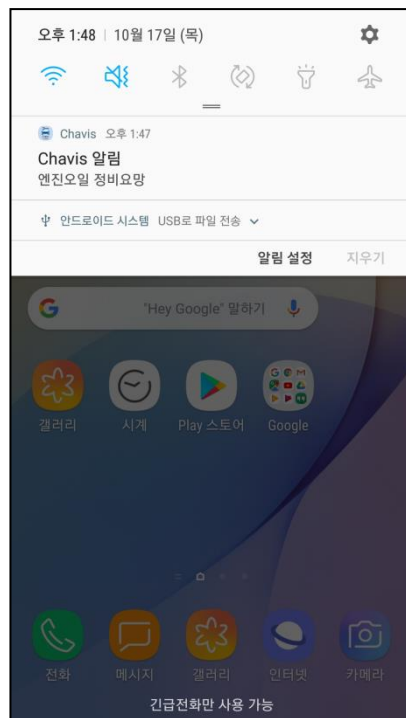 오후 1:48 | 10월 17일 (목)
Chavis 오후 1:47
Chavis 알림
엔진오일 정비요망
안드로이드 시스템 USB로 파일 전송
알림 설정 지우기
G "Hey Google" 말하기
갤러리 시계 Play 스토어 Google
전화 메시지 갤러리 인터넷 카메라
긴급전화만 사용 가능